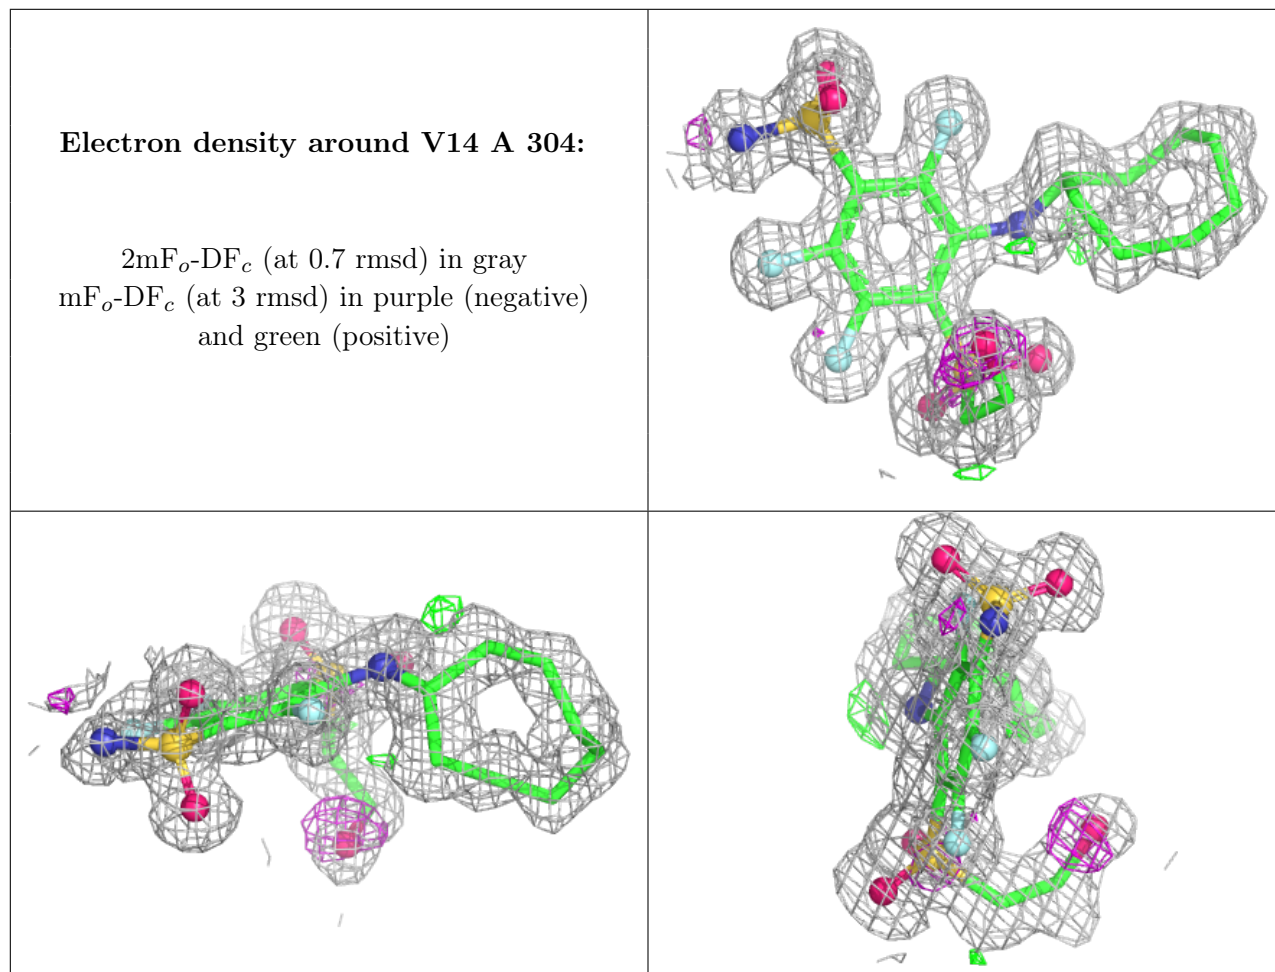 Electron density around V14 A 304:
2mFo-DFc (at 0.7 rmsd) in gray
mFo-DFc (at 3 rmsd) in purple (negative)
and green (positive)